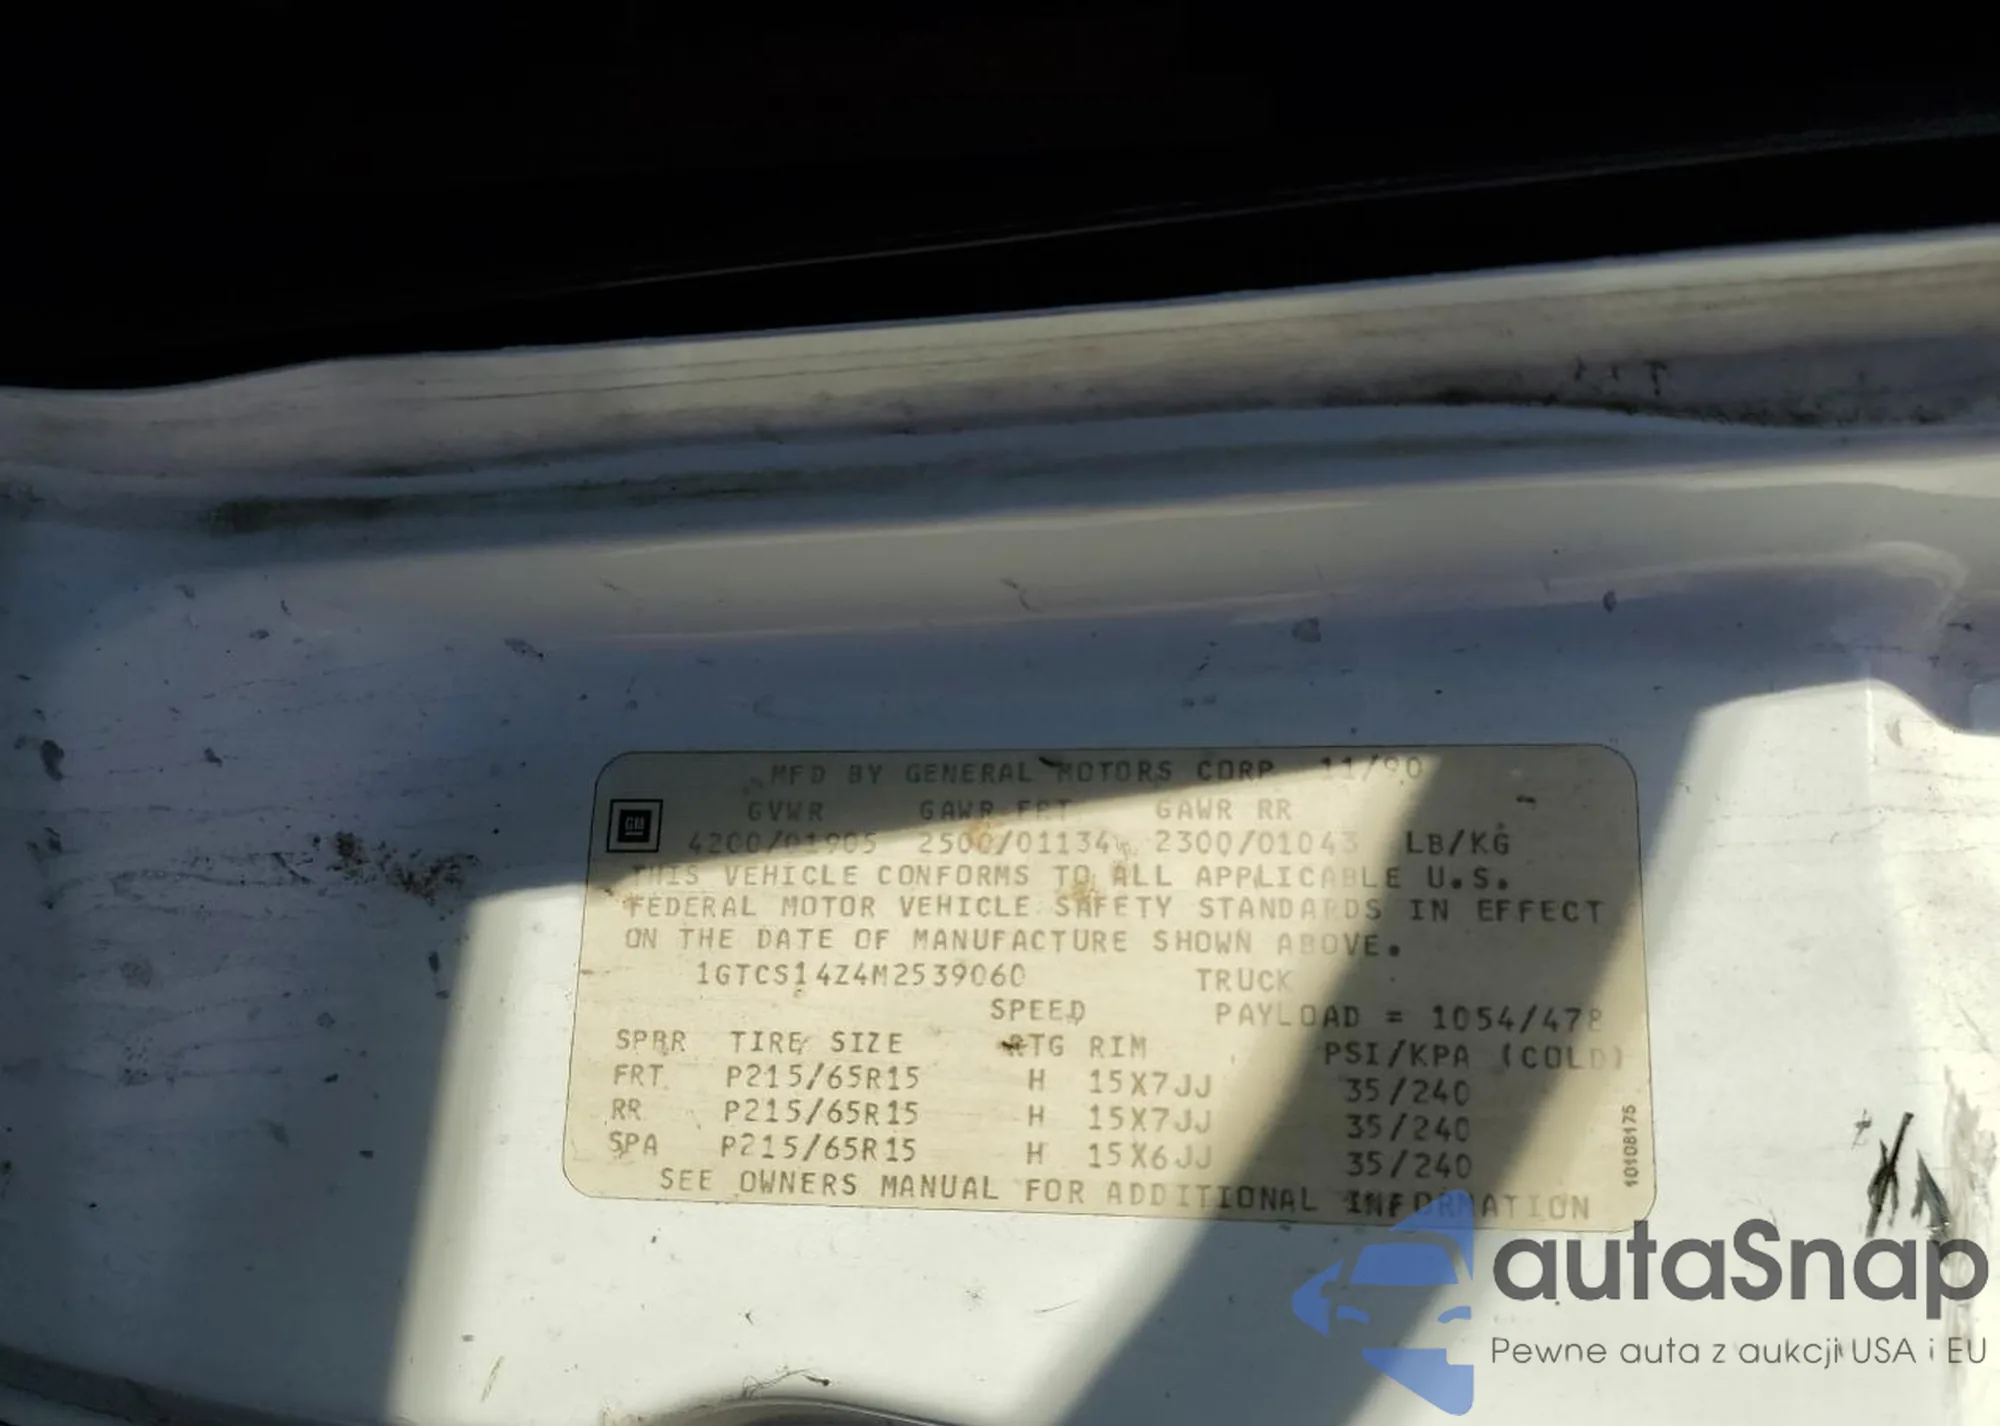 MFD BY GENERAL MOTORS CORP 11/90
GVWR GAWR FRT GAWR RR
GM
4200/01905 2500/01134 2300/01043 LB/KG
THIS VEHICLE CONFORMS TO ALL APPLICABLE U.S.
FEDERAL MOTOR VEHICLE SAFETY STANDARDS IN EFFECT
ON THE DATE OF MANUFACTURE SHOWN ABOVE.
1GTCS14Z4M2539060 TRUCK
SPEED PAYLOAD = 1054/478
TIRE SIZE RTG RIM PSI/KPA (COLD)
FRT P215/65R15 H 15X7JJ 35/240
RR P215/65R15 H 15X7JJ 35/240
SPA P215/65R15 H 15X6JJ 35/240
SEE OWNERS MANUAL FOR ADDITIONAL INFORMATION
10108175
autaSnap
Pewne auta z aukcji USA i EU